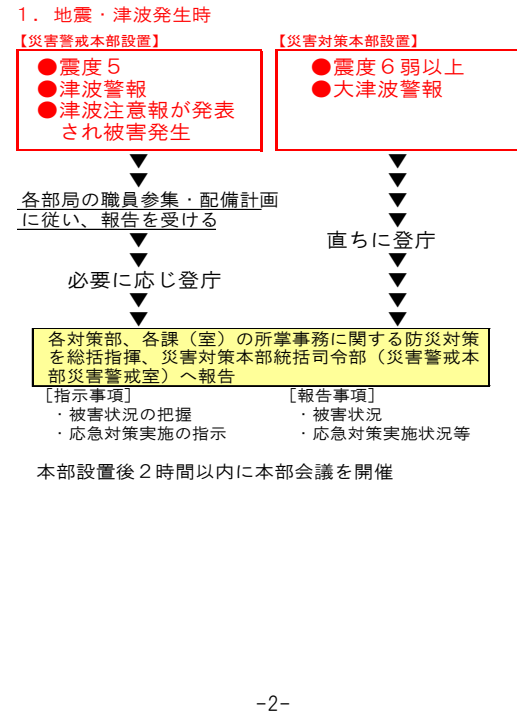 １．地震・津波発生時
【災害警戒本部設置】
●震度５
●津波警報
●津波注意報が発表
され被害発生
【災害対策本部設置】
●震度６弱以上
●大津波警報
▼
▼
各部局の職員参集・配備計画
に従い、報告を受ける
▼
▼
必要に応じ登庁
▼
▼
▼
▼
▼
▼
直ちに登庁
▼
▼
▼
▼
各対策部、各課（室）の所掌事務に関する防災対策
を総括指揮、災害対策本部統括司令部（災害警戒本
部災害警戒室）へ報告
［指示事項］
・被害状況の把握
・応急対策実施の指示
［報告事項］
・被害状況
・応急対策実施状況等
本部設置後２時間以内に本部会議を開催
-2-